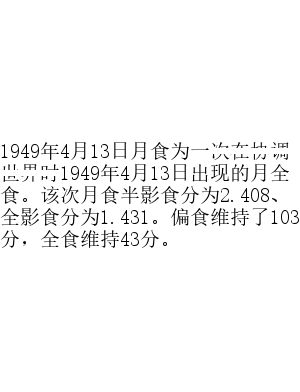 1949年4月13日月食为一次在协调
世界时1949年4月13日出现的月全
食。该次月食半影食分为2.408、
全影食分为1.431。偏食维持了103
分，全食维持43分。